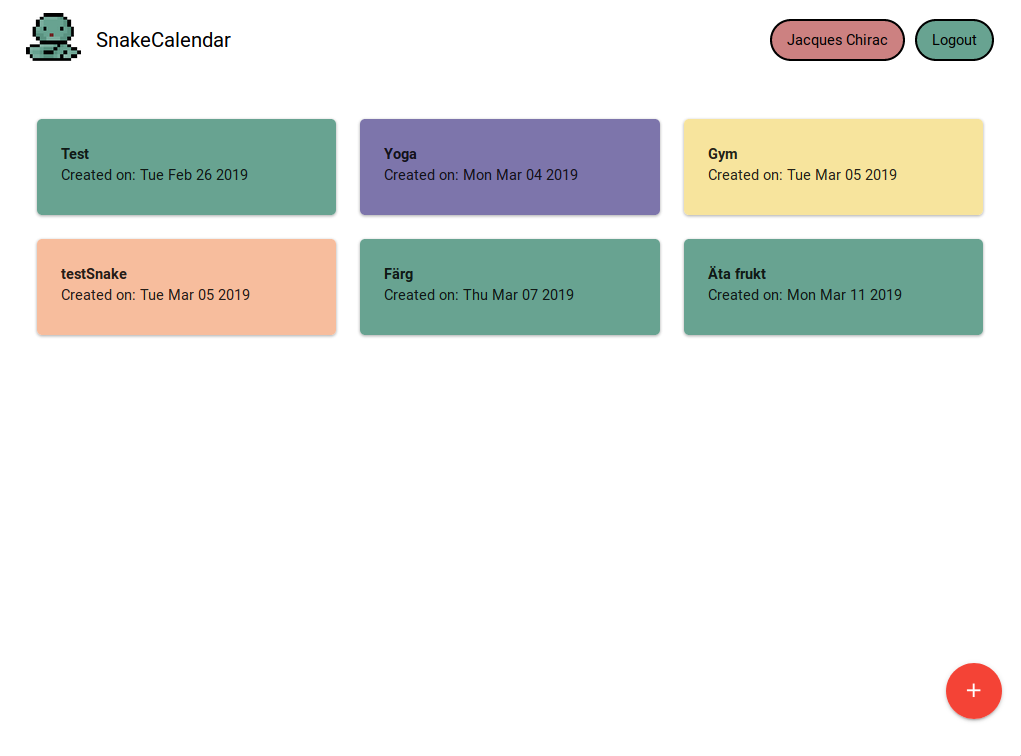 SnakeCalendar
Jacques Chirac
Logout
Test
Created on: Tue Feb 26 2019
Yoga
Created on: Mon Mar 04 2019
Gym
Created on: Tue Mar 05 2019
testSnake
Created on: Tue Mar 05 2019
Färg
Created on: Thu Mar 07 2019
Äta frukt
Created on: Mon Mar 11 2019
+